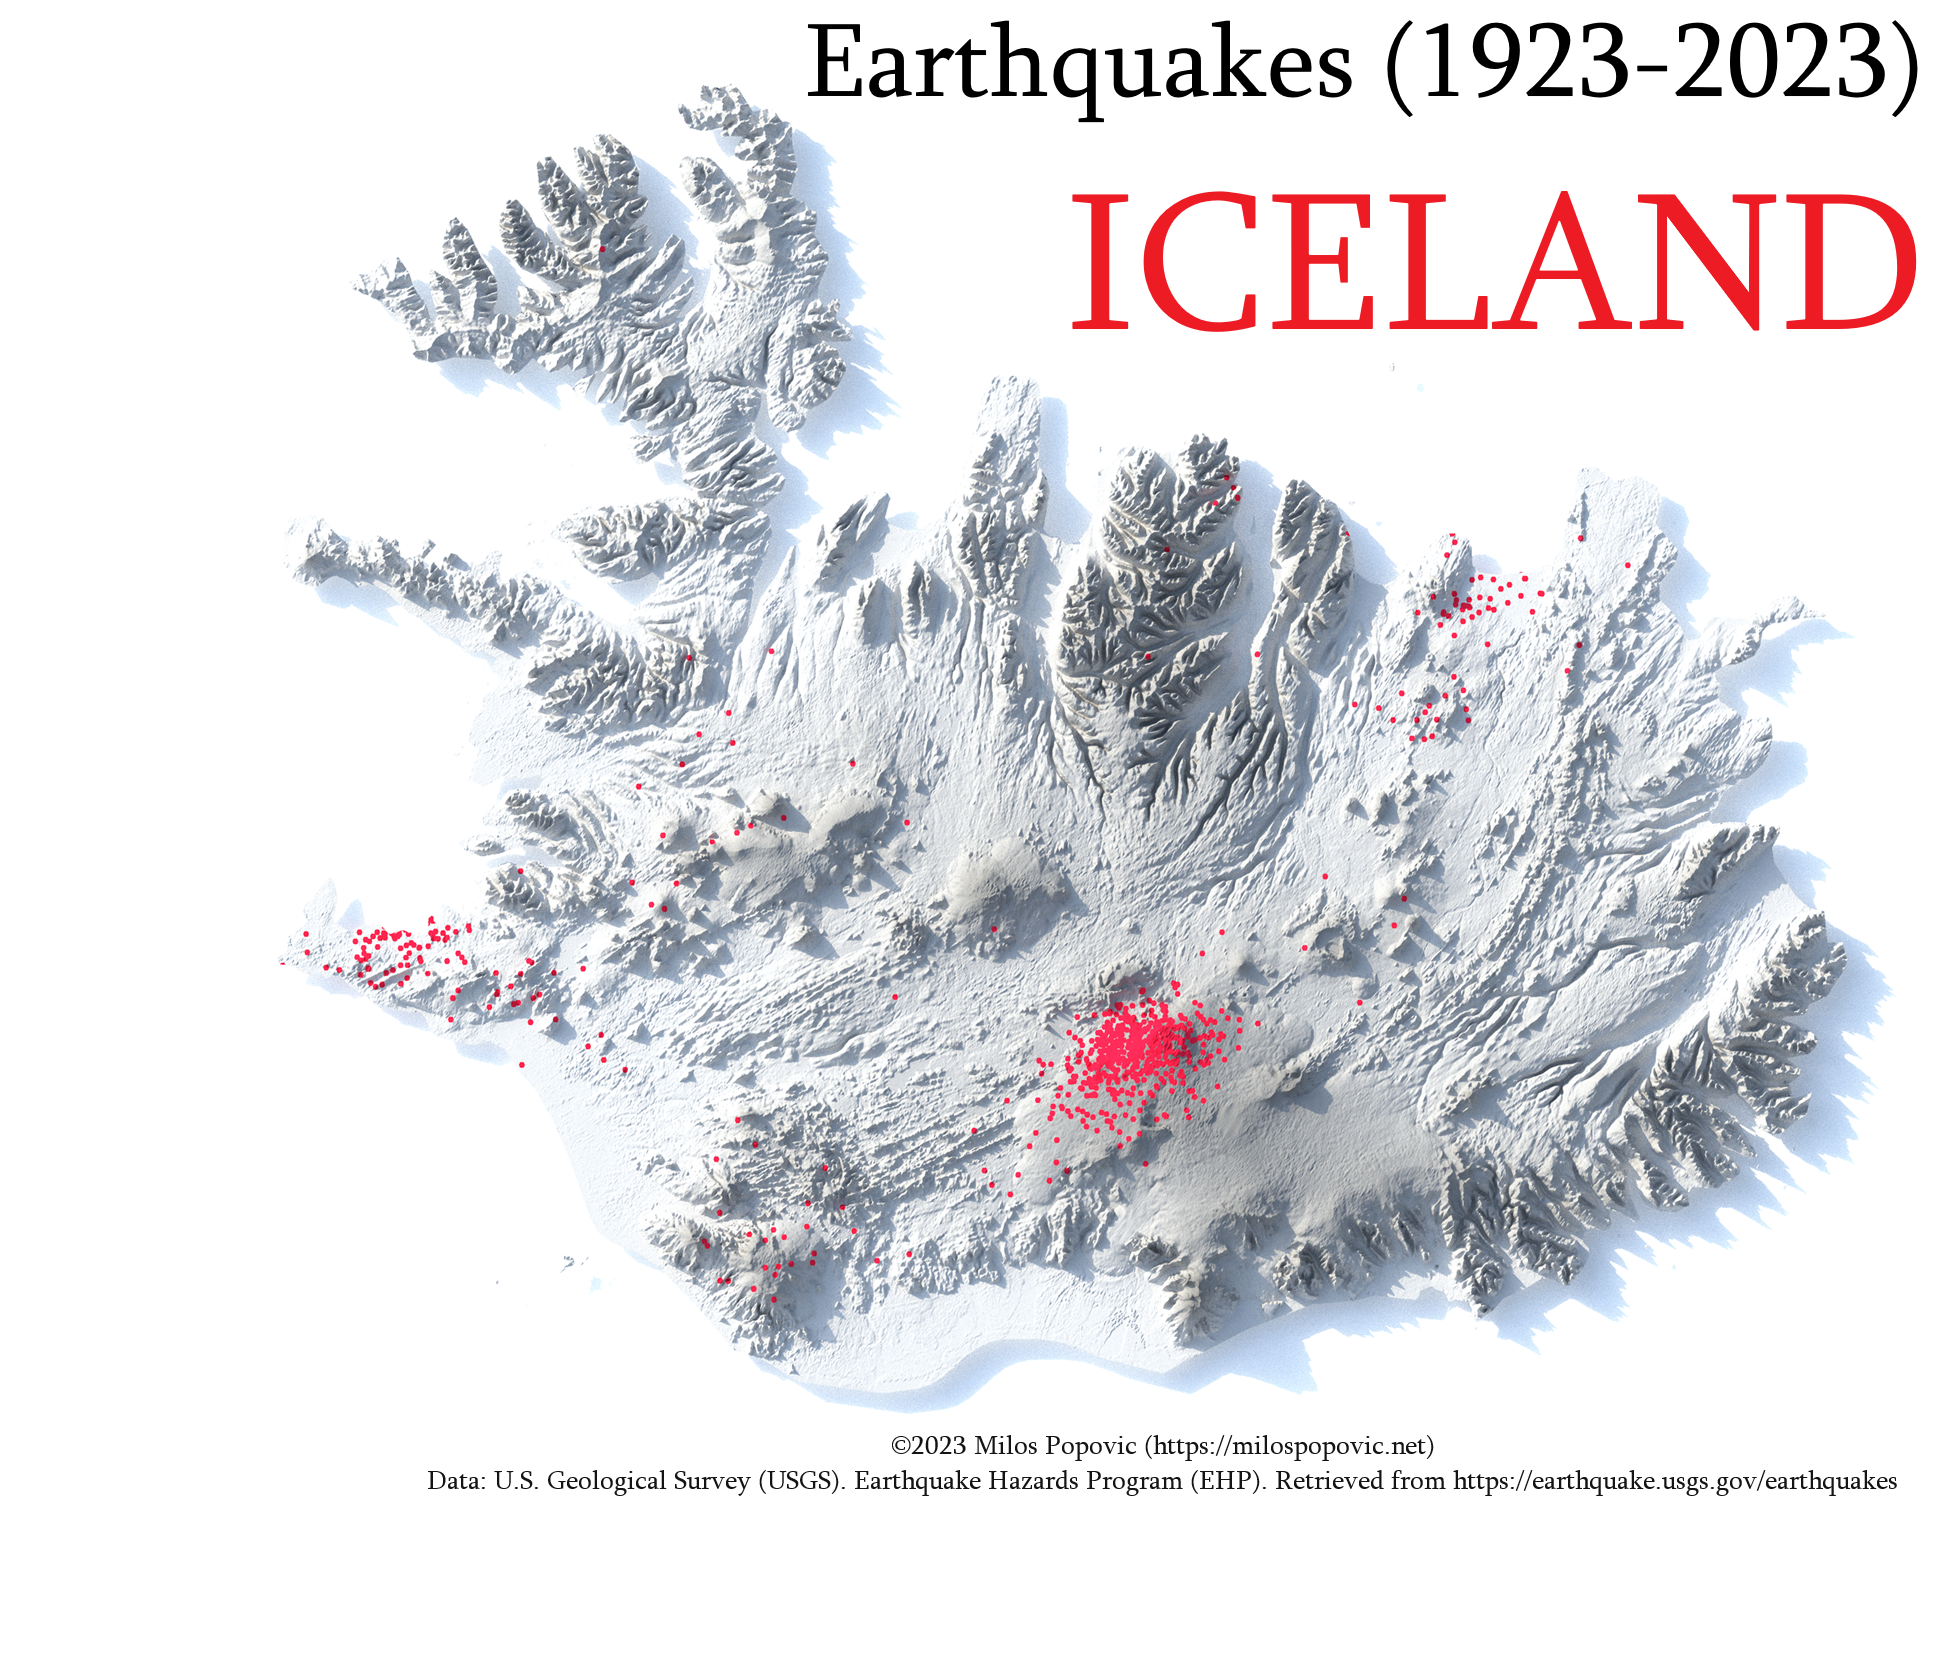 Earthquakes (1923-2023)
ICELAND
©2023 Milos Popovic (https://milospopovic.net)
Data: U.S. Geological Survey (USGS). Earthquake Hazards Program (EHP). Retrieved from https://earthquake.usgs.gov/earthquakes